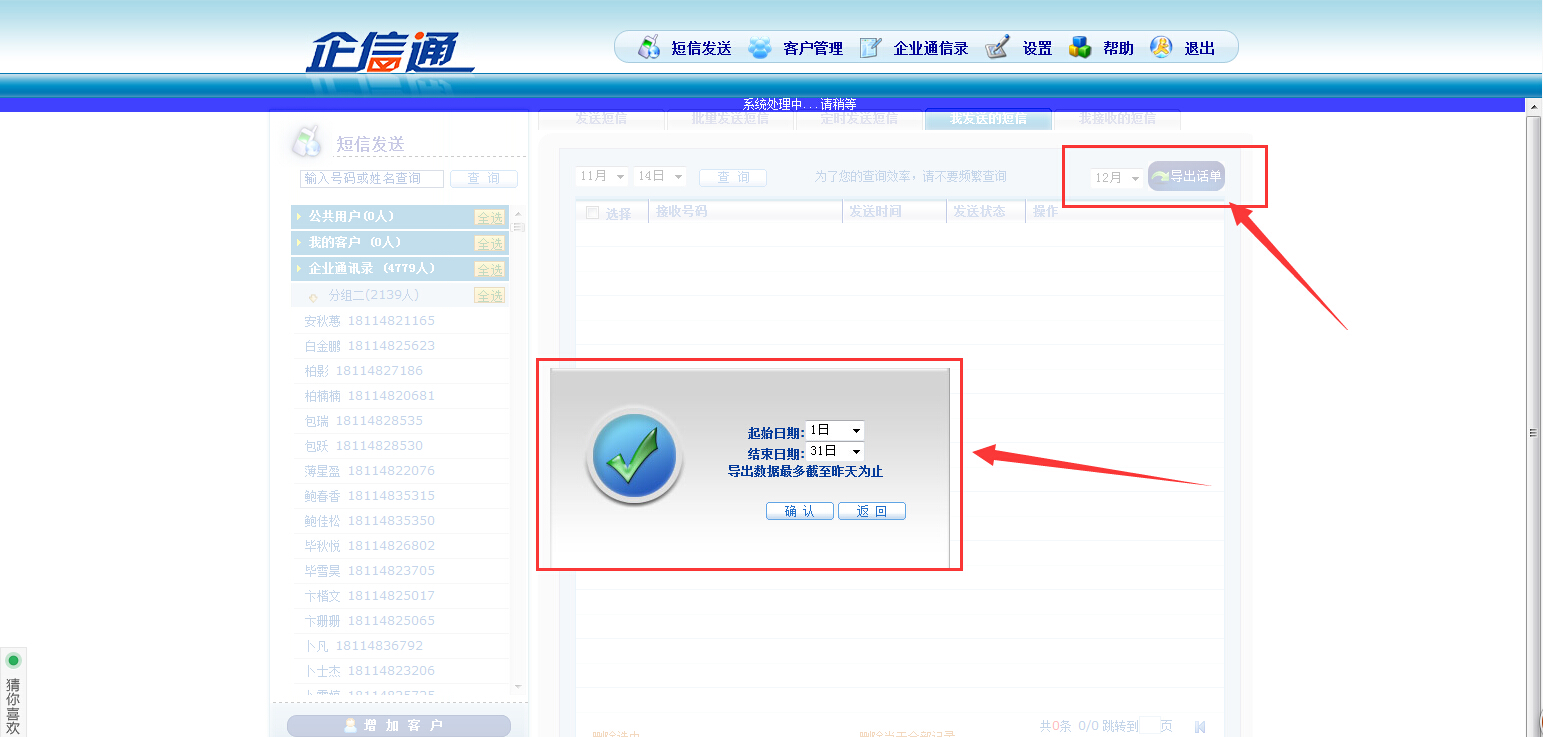 企信通
短信发送 客户管理 企业通信录 设置 帮助 退出
系统处理中...请稍等
发送短信 批量发送短信 定时发送短信 我发送的短信 我接收的短信
短信发送
输入号码或姓名查询 查 询
11月 14日 查 询 为了您的查询效率，请不要频繁查询 12月 导出话单
选择 接收号码 发送时间 发送状态 操作
公共用户(0人) 全选
我的客户 (0人) 全选
企业通讯录 (4779人) 全选
分组二(2139人) 全选
18114821165
白金鹏 18114825623
柏影 18114827186
柏楠楠 18114820681
包瑞 18114828535
包跃 18114828530
薄星盈 18114822076
鲍春香 18114835315
鲍佳松 18114835350
毕秋悦 18114826802
毕雪昊 18114823705
卞楷文 18114825017
卞珊珊 18114825065
卜凡 18114836792
卜士杰 18114823206
起始日期: 1日
结束日期: 31日
导出数据最多截至昨天为止
确 认 返 回
增 加 客 户
共0条 0/0 跳转到 页
猜你喜欢